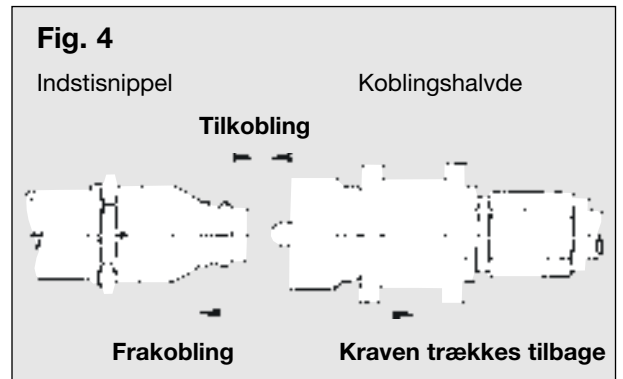 Fig. 4
Indstisnippel Koblingshalvde
Tilkobling
Frakobling Kraven trækkes tilbage